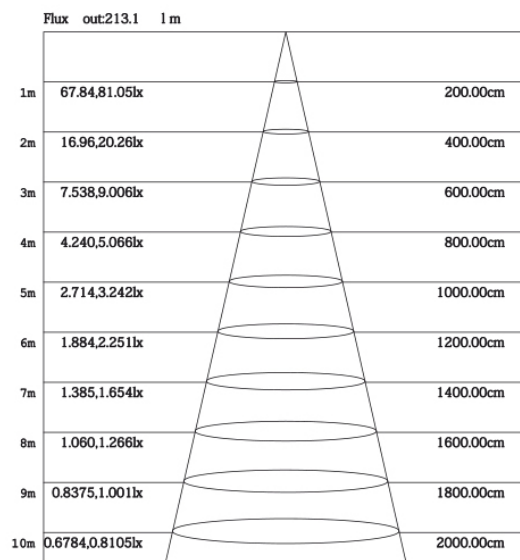 Flux out:213.1 lm
1m 67.84,81.05lx 200.00cm
2m 16.96,20.26lx 400.00cm
3m 7.538,9.006lx 600.00cm
4m 4.240,5.066lx 800.00cm
5m 2.714,3.242lx 1000.00cm
6m 1.884,2.251lx 1200.00cm
7m 1.385,1.654lx 1400.00cm
8m 1.060,1.266lx 1600.00cm
9m 0.8375,1.001lx 1800.00cm
10m 0.6784,0.8105lx 2000.00cm